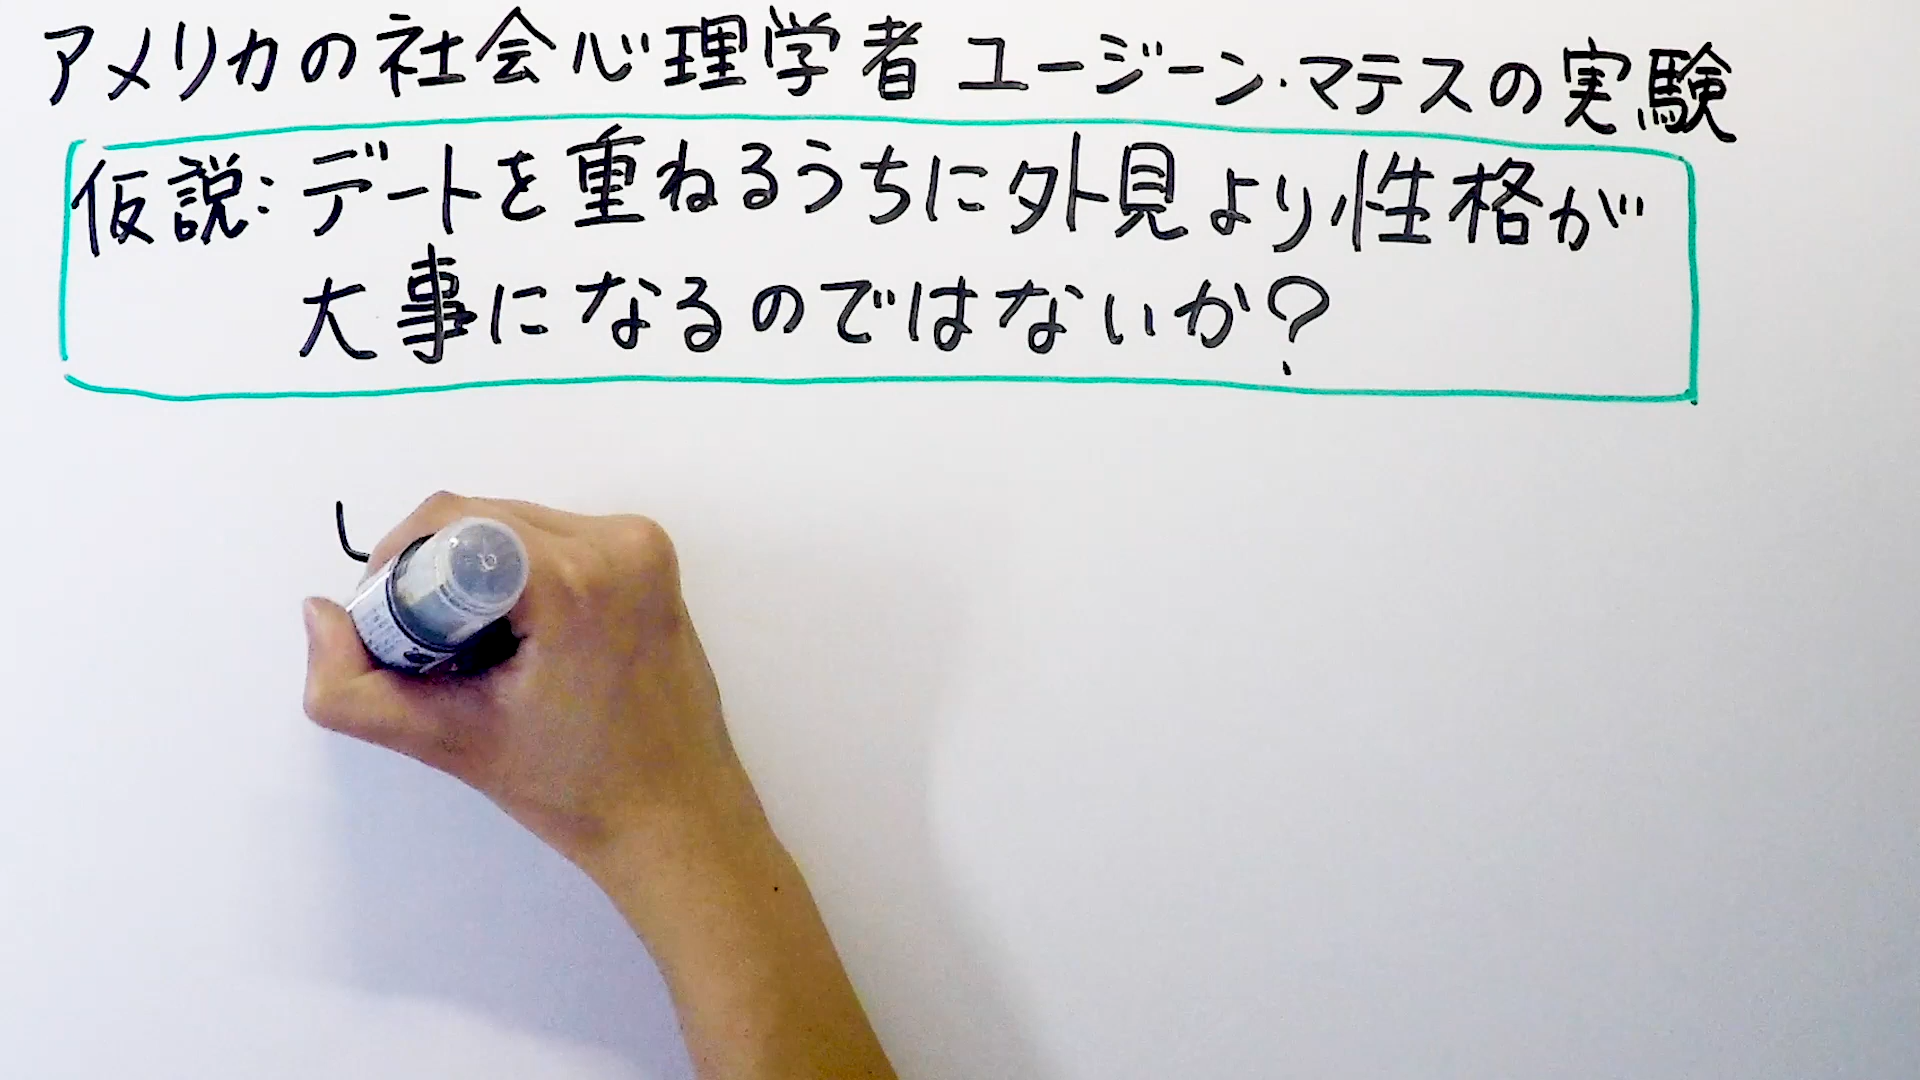 アメリカの社会心理学者 ユージーン・マテスの実験
仮説:デートを重ねるうちに外見より性格が
大事になるのではないか?